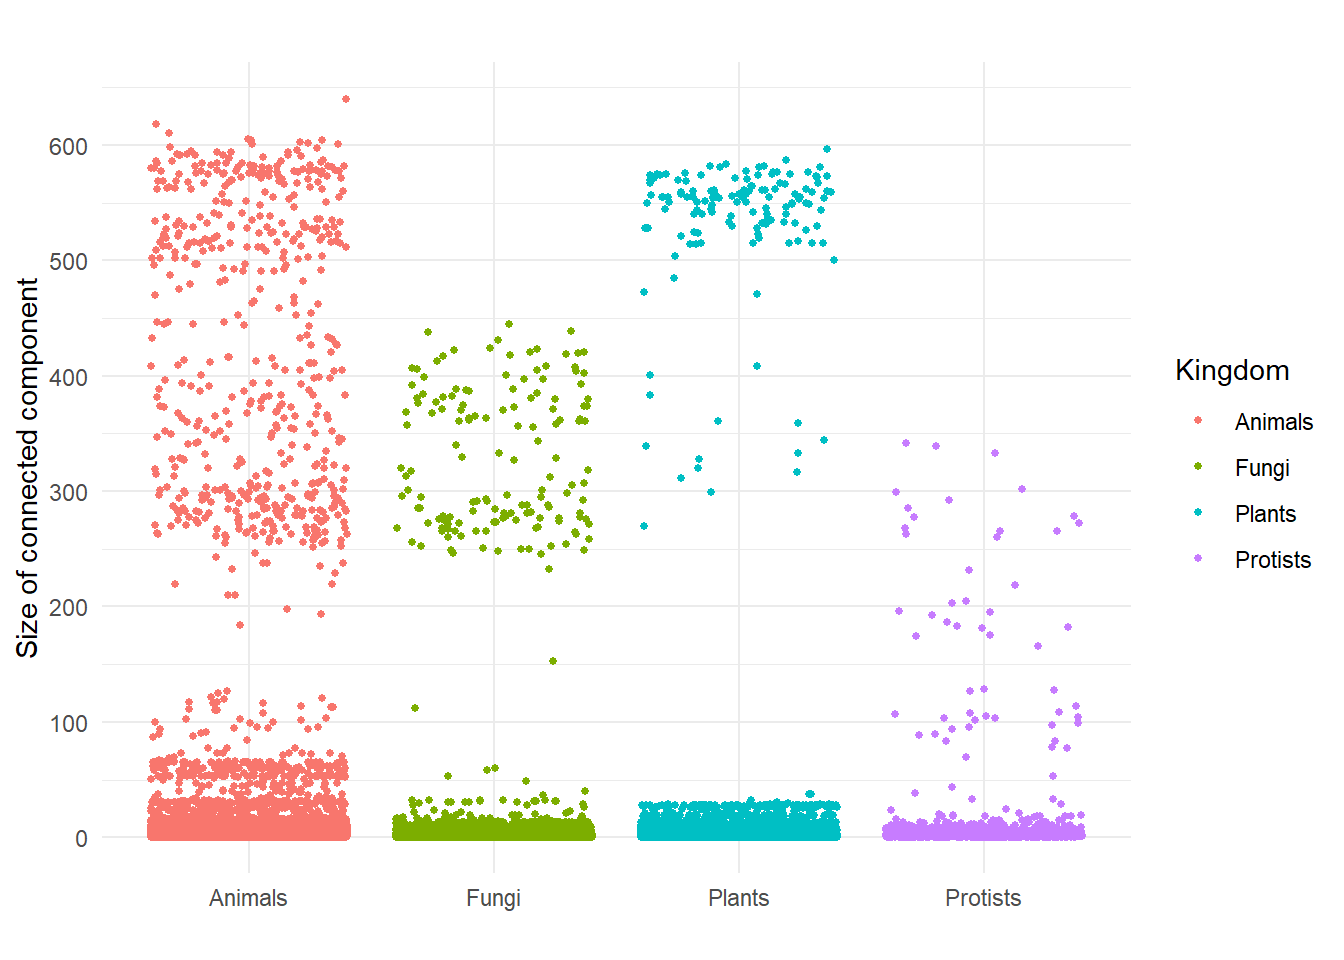 600
500
400
300
200
100
0
Size of connected component
Animals Fungi Plants Protists
Kingdom
Animals
Fungi
Plants
Protists